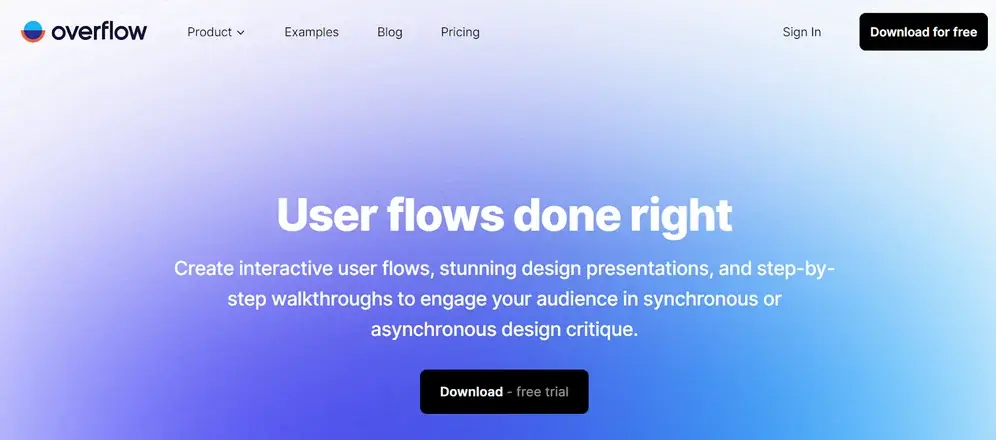 overflow Product Examples Blog Pricing Sign In Download for free
User flows done right
Create interactive user flows, stunning design presentations, and step-by-
step walkthroughs to engage your audience in synchronous or
asynchronous design critique.
Download - free trial